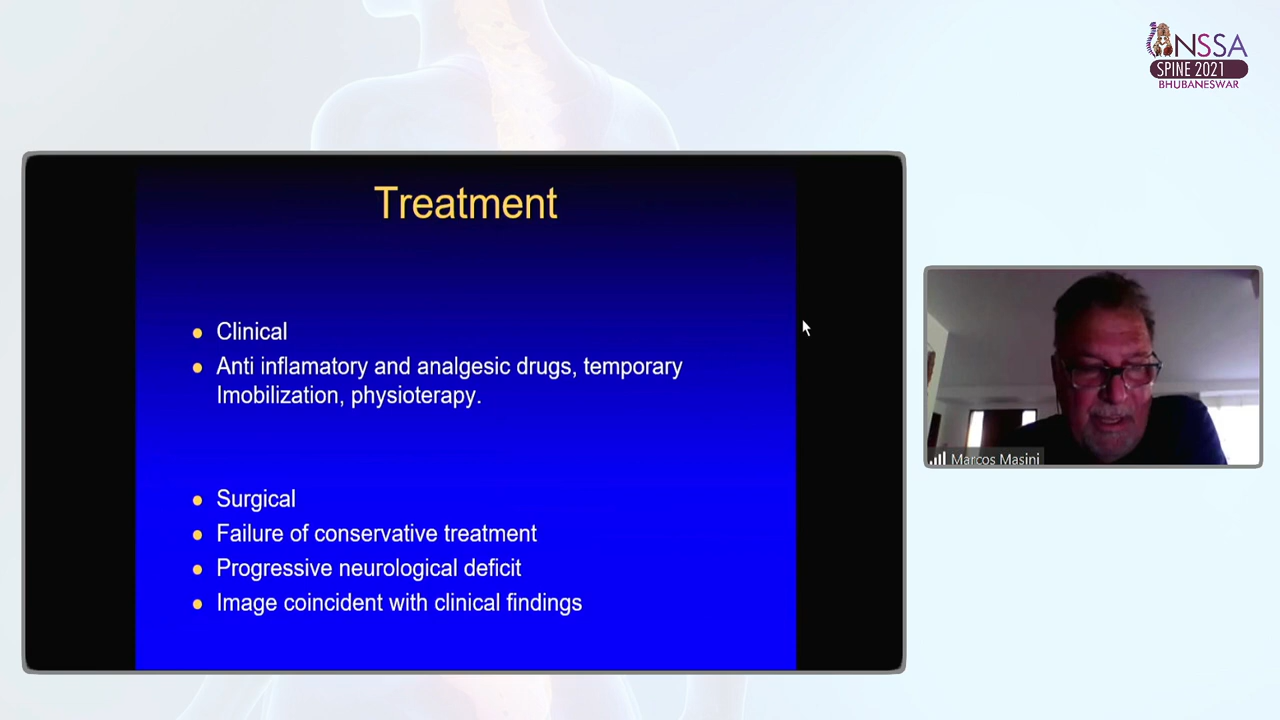 NSSA
SPINE 2021
BHUBANESWAR
Treatment
Clinical
Anti inflamatory and analgesic drugs, temporary
Imobilization, physioterapy.
Surgical
Failure of conservative treatment
Progressive neurological deficit
Image coincident with clinical findings
Marcos Masini